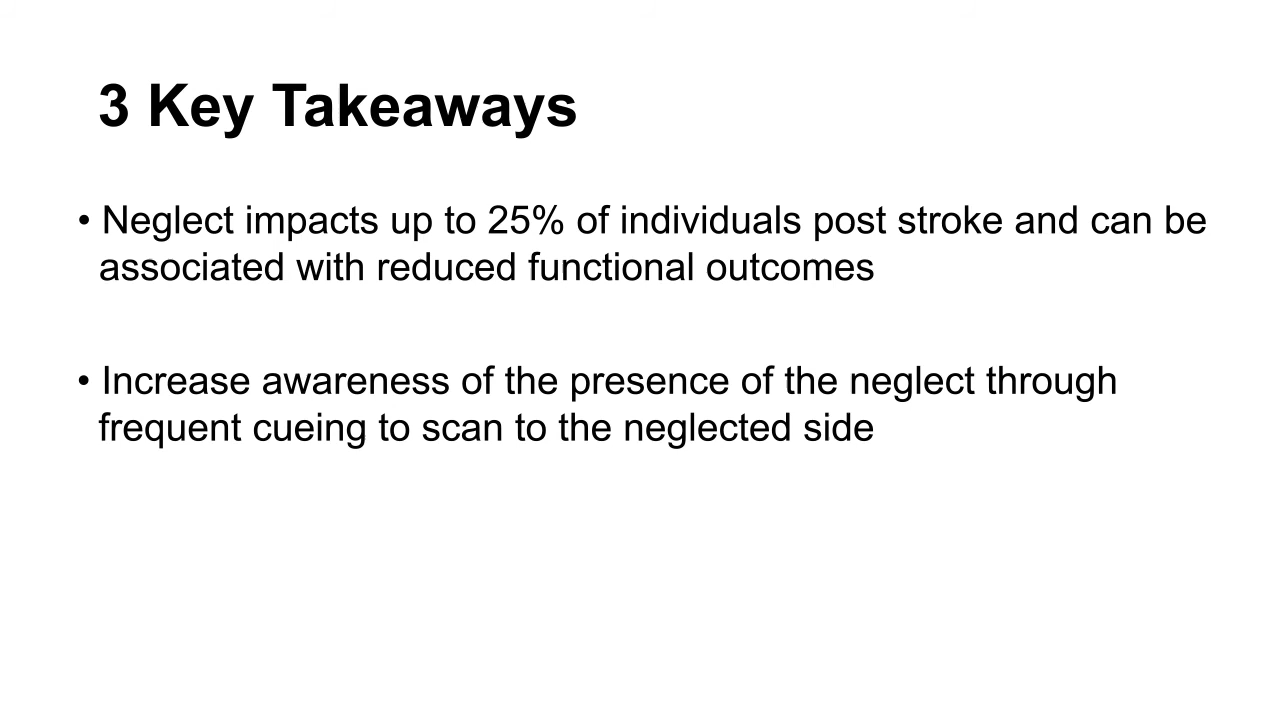 3 Key Takeaways
• Neglect impacts up to 25% of individuals post stroke and can be
associated with reduced functional outcomes
• Increase awareness of the presence of the neglect through
frequent cueing to scan to the neglected side